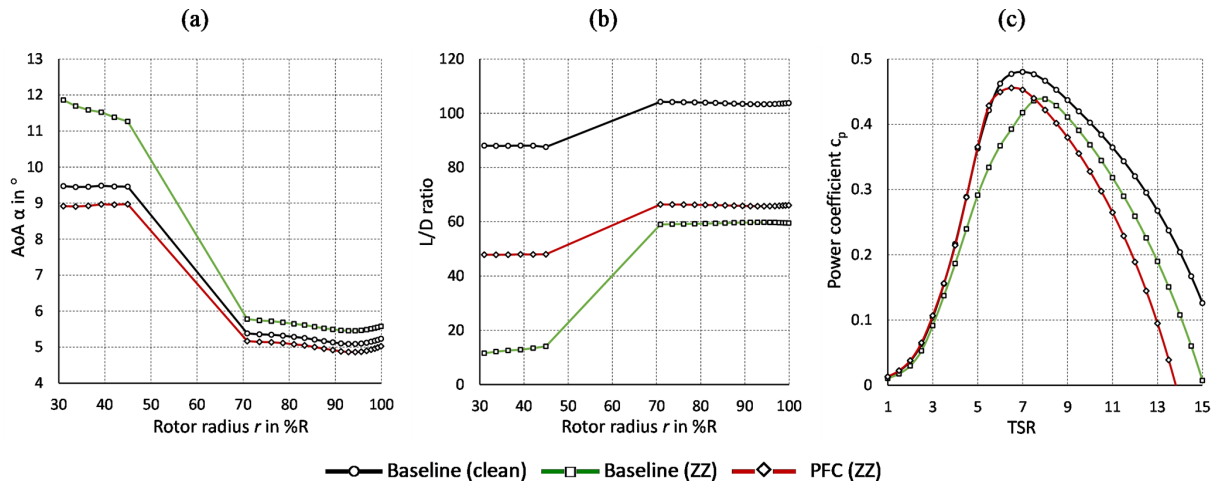 (a) (b) (c)
13
12
11
10
9
8
7
6
5
4
AoA α in °
30 40 50 60 70 80 90 100
Rotor radius r in %R
120
100
80
60
40
20
0
L/D ratio
30 40 50 60 70 80 90 100
Rotor radius r in %R
0.5
0.4
0.3
0.2
0.1
0
Power coefficient cp
1 3 5 7 9 11 13 15
TSR
Baseline (clean) Baseline (ZZ) PFC (ZZ)